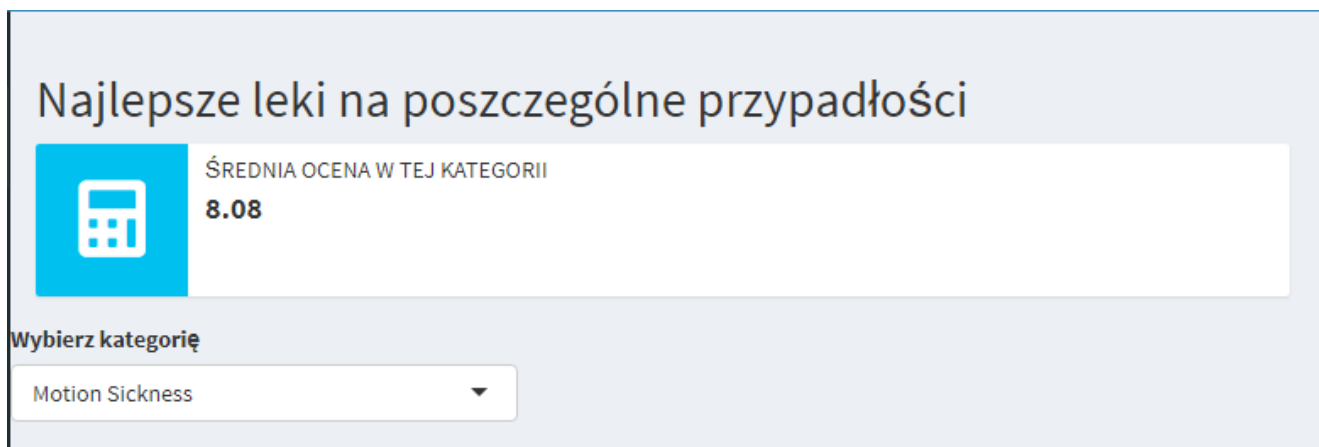 Najlepsze leki na poszczególne przypadłości
ŚREDNIA OCENA W TEJ KATEGORII
8.08
Wybierz kategorię
Motion Sickness